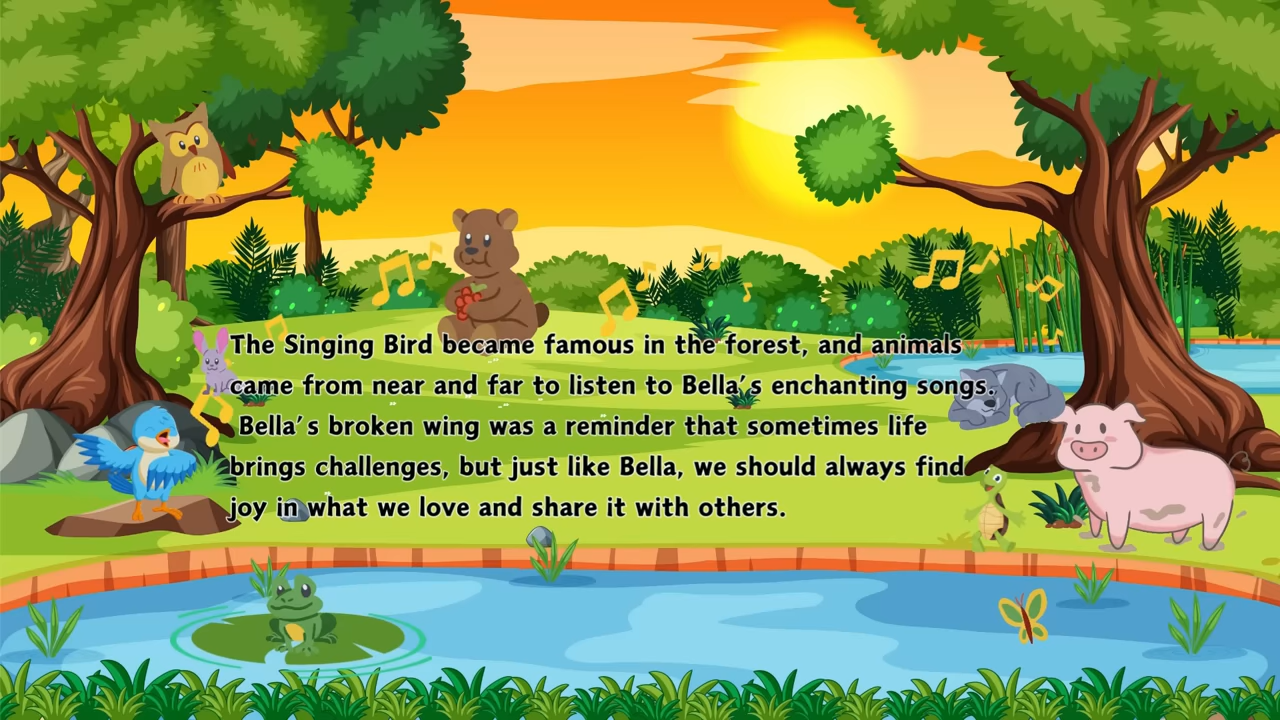 The Singing Bird became famous in the forest, and animals
came from near and far to listen to Bella's enchanting songs.
Bella's broken wing was a reminder that sometimes life
brings challenges, but just like Bella, we should always find
joy in what we love and share it with others.